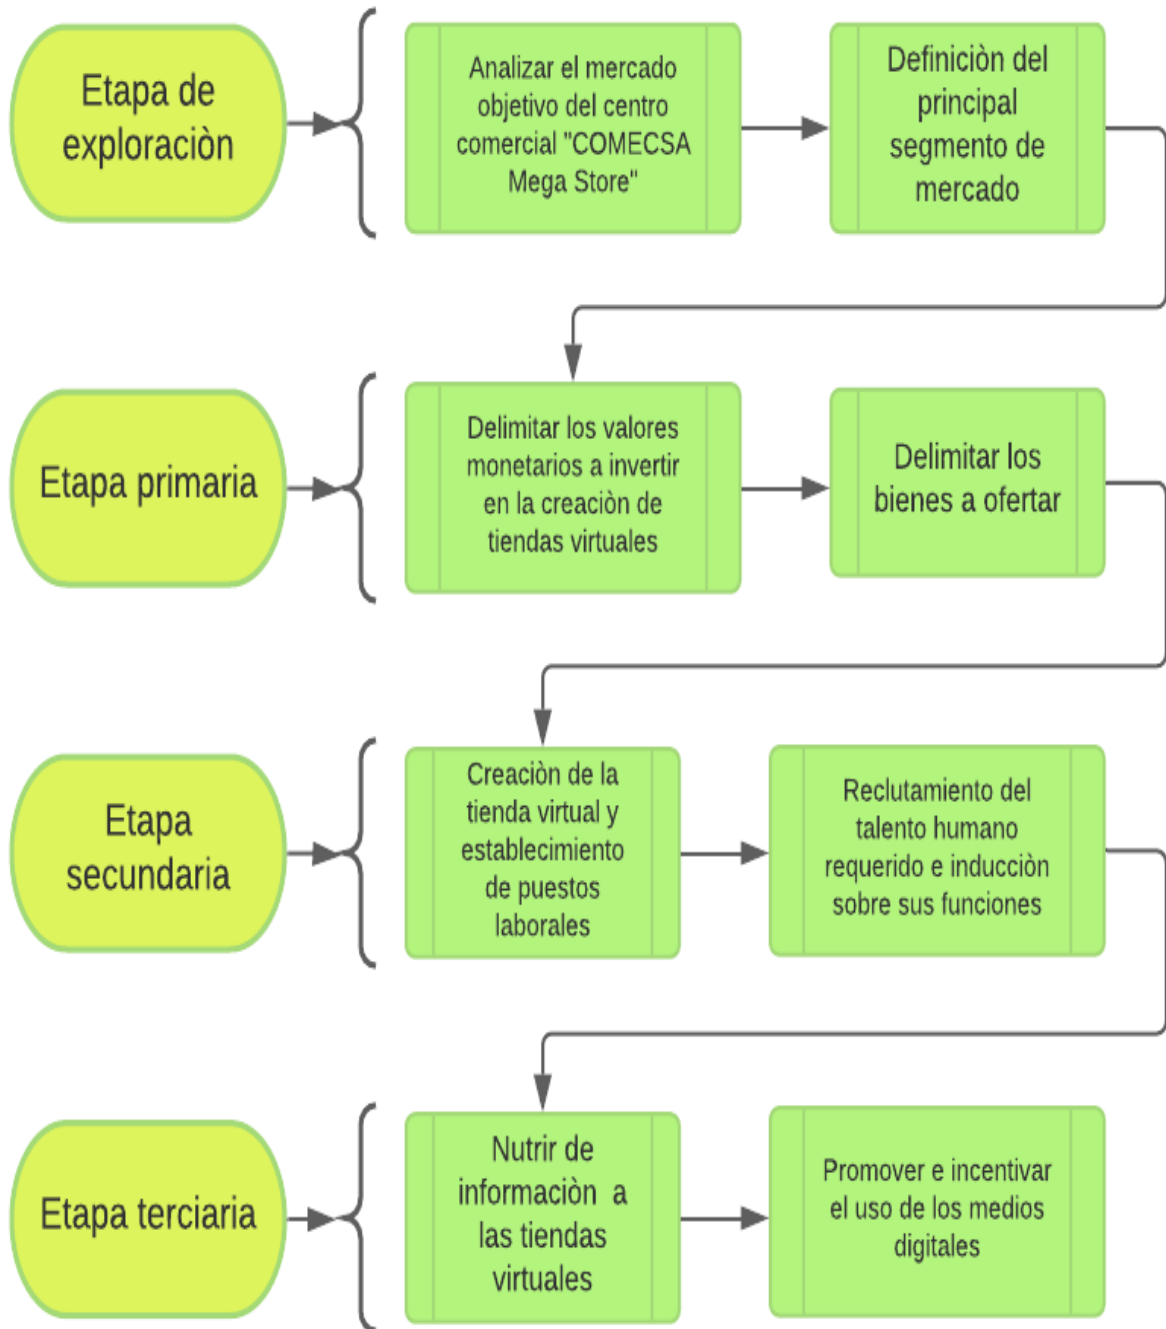 Etapa de
exploraciòn
Analizar el mercado
objetivo del centro
comercial "COMECSA
Mega Store"
Definiciòn del
principal
segmento de
mercado
Etapa primaria
Delimitar los valores
monetarios a invertir
en la creaciòn de
tiendas virtuales
Delimitar los
bienes a ofertar
Etapa
secundaria
Creaciòn de la
tienda virtual y
establecimiento
de puestos
laborales
Reclutamiento del
talento humano
requerido e inducciòn
sobre sus funciones
Etapa terciaria
Nutrir de
informaciòn  a
las tiendas
virtuales
Promover e incentivar
el uso de los medios
digitales